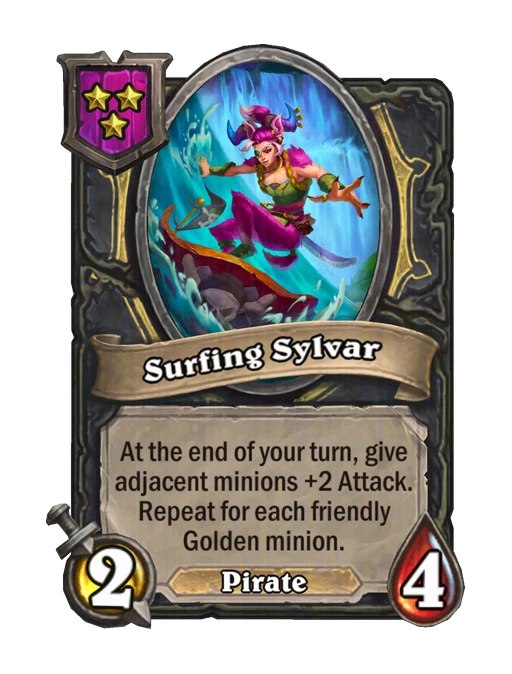 Surfing Sylvar
At the end of your turn, give
adjacent minions +2 Attack.
Repeat for each friendly
Golden minion.
2
Pirate
4